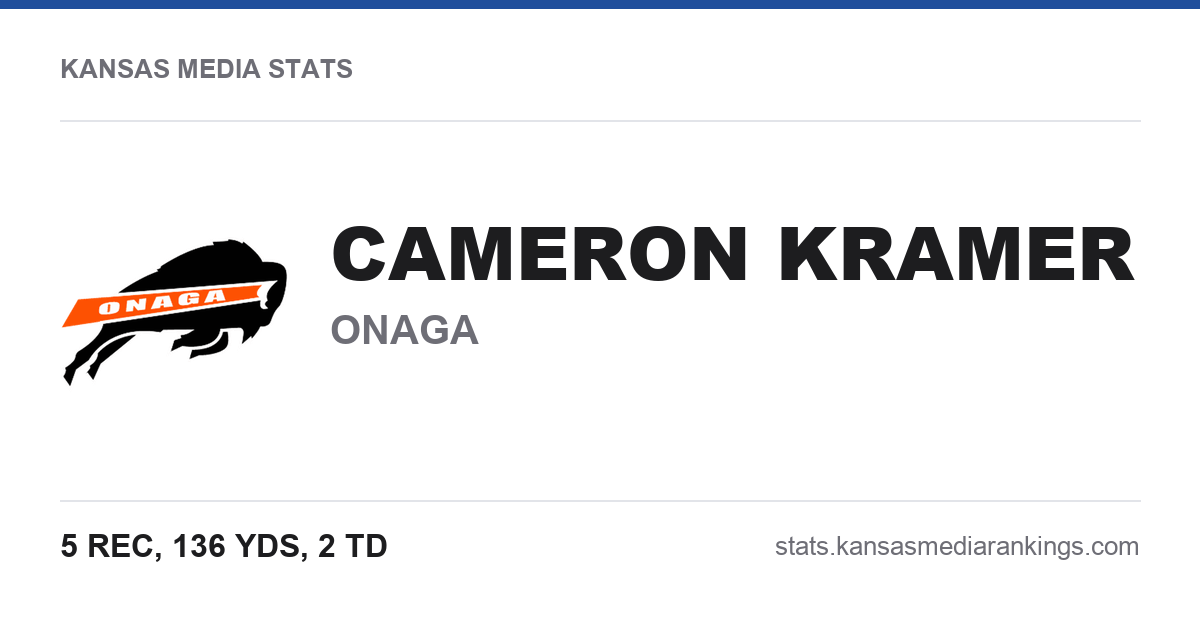 KANSAS MEDIA STATS
ONAGA
CAMERON KRAMER
ONAGA
5 REC, 136 YDS, 2 TD
stats.kansasmediarankings.com